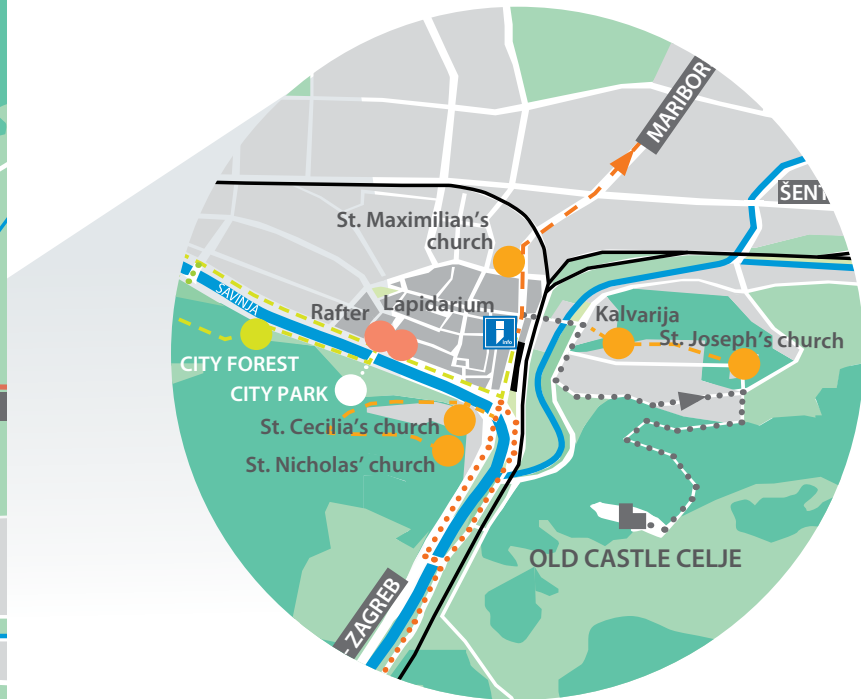 MARIBOR
ŠENT
St. Maximilian's
church
SAVINJA
Rafter
Lapidarium
info
Kalvarija
St. Joseph's church
CITY FOREST
CITY PARK
St. Cecilia's church
St. Nicholas' church
OLD CASTLE CELJE
- ZAGREB